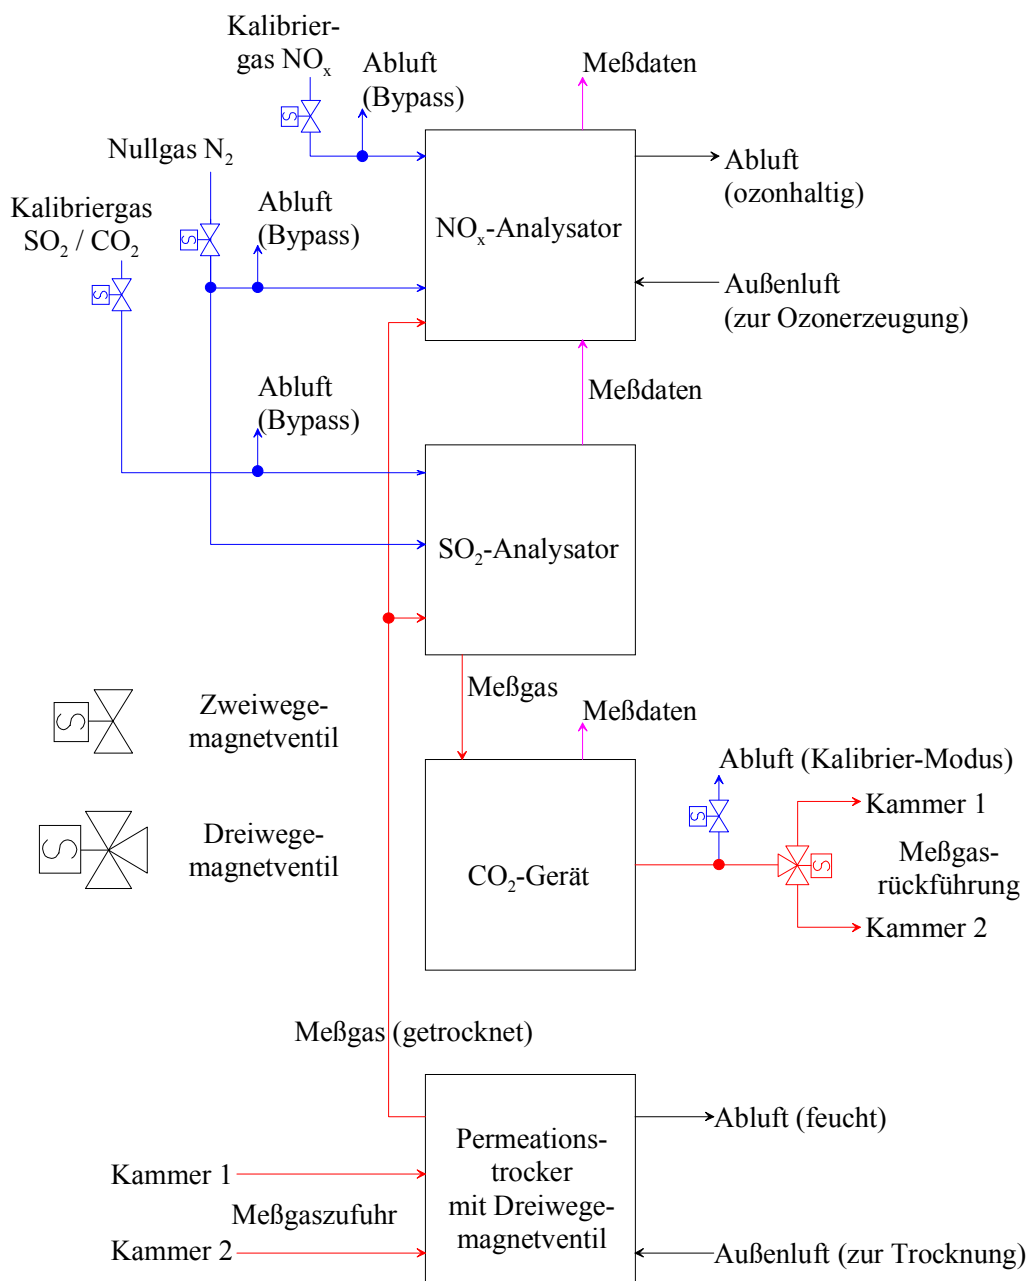 Kalibrier-
gas NOₓ
Abluft
(Bypass)
Meßdaten
Nullgas N₂
Abluft
(ozonhaltig)
Kalibriergas
SO₂ / CO₂
Abluft
(Bypass)
NOₓ-Analysator
S
S
S
Außenluft
(zur Ozonerzeugung)
Abluft
(Bypass)
Meßdaten
SO₂-Analysator
Meßgas
S
Zweiwege-
magnetventil
Meßdaten
Abluft (Kalibrier-Modus)
S
Kammer 1
S
Dreiwege-
magnetventil
CO₂-Gerät
S
Meßgas-
rückführung
Kammer 2
Meßgas (getrocknet)
Abluft (feucht)
Permeations-
trocker
mit Dreiwege-
magnetventil
Kammer 1
Meßgaszufuhr
Kammer 2
Außenluft (zur Trocknung)